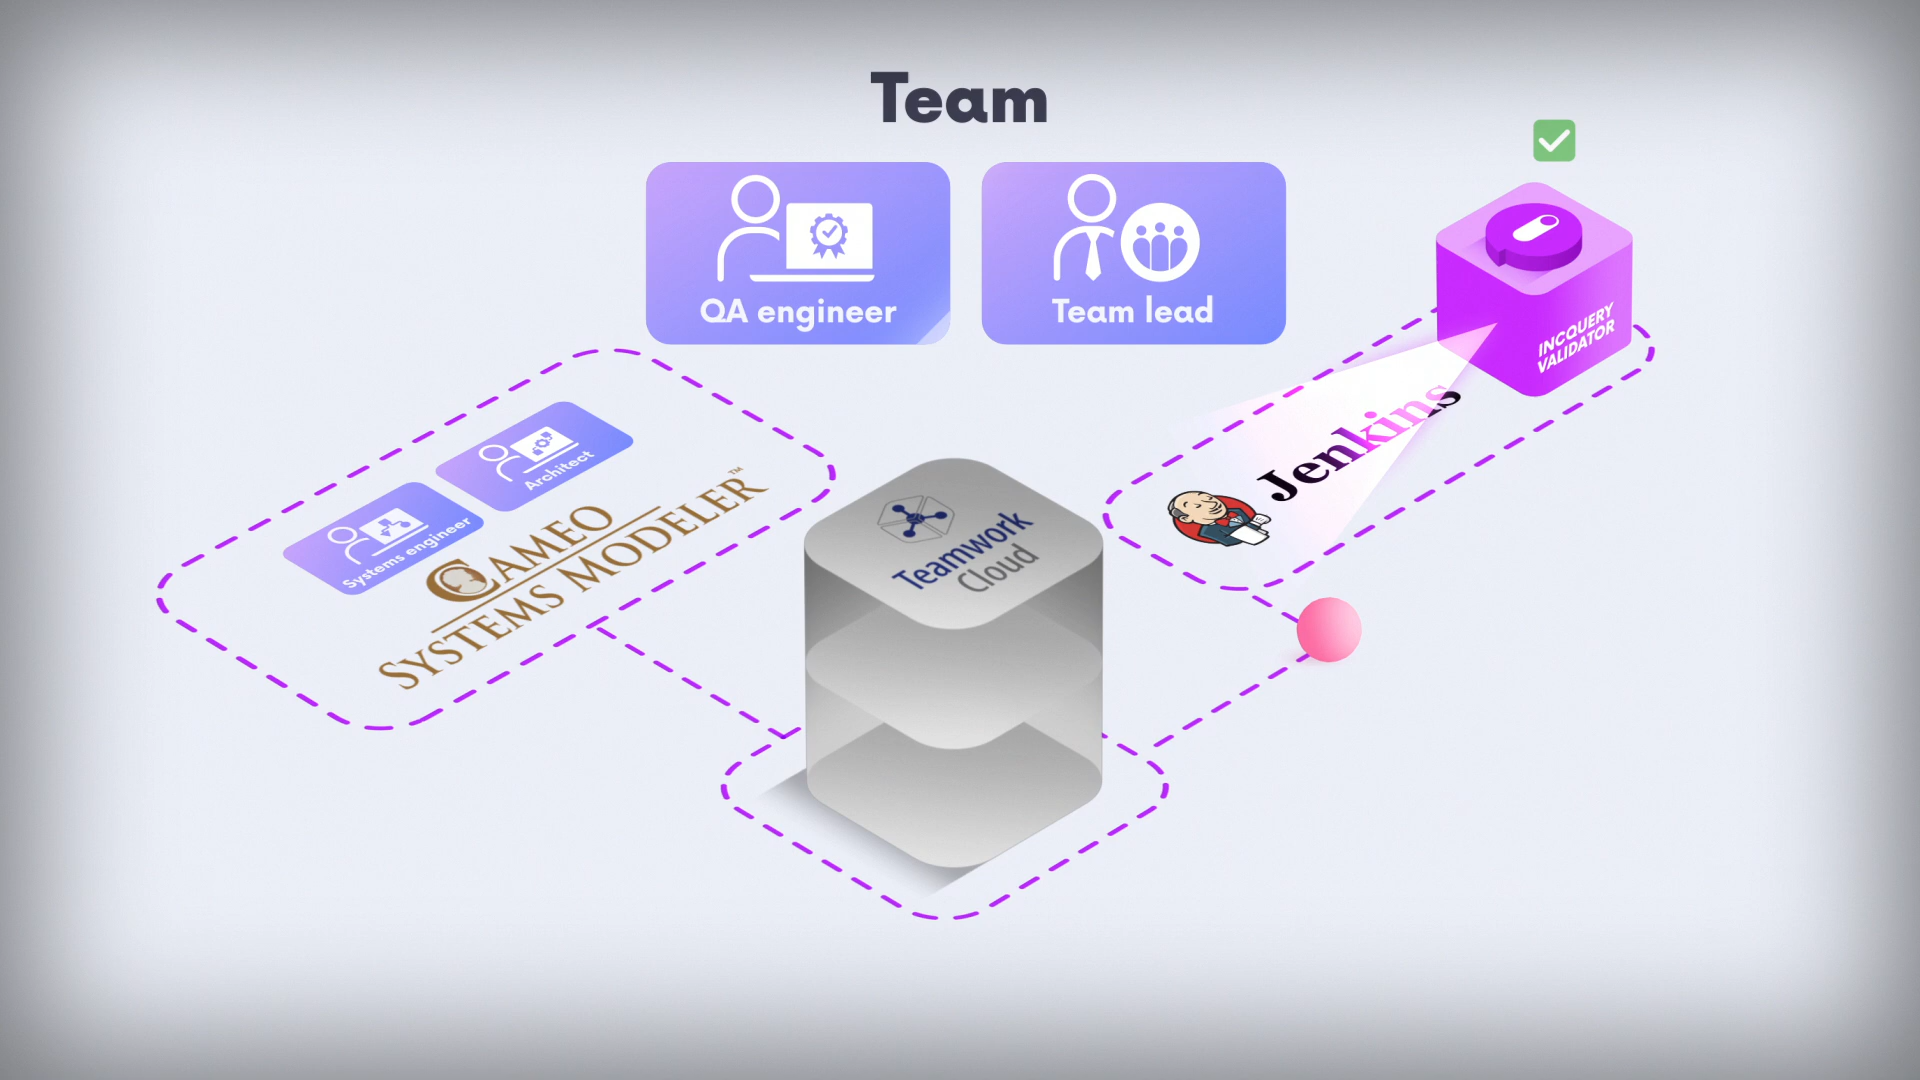 Team
QA engineer
Team lead
INCQUERY
VALIDATOR
Jenkins
Architect
Systems engineer
CAMEO
SYSTEMS MODELER™
Teamwork
Cloud